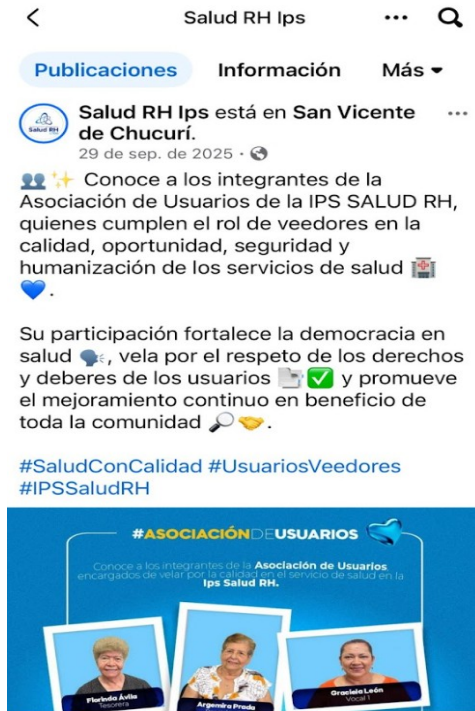 Salud RH Ips
Publicaciones Información Más
Salud RH
Salud RH Ips está en San Vicente
de Chucurí.
29 de sep. de 2025 ·
Conoce a los integrantes de la
Asociación de Usuarios de la IPS SALUD RH,
quienes cumplen el rol de veedores en la
calidad, oportunidad, seguridad y
humanización de los servicios de salud
.
Su participación fortalece la democracia en
salud , vela por el respeto de los derechos
y deberes de los usuarios y promueve
el mejoramiento continuo en beneficio de
toda la comunidad .
#SaludConCalidad #UsuariosVeedores
#IPSSaludRH
#ASOCIACIÓNDEUSUARIOS
Conoce a los integrantes de la Asociación de Usuarios,
encargados de velar por la calidad en el servicio de salud en la
Ips Salud RH.
Florinda Ávila
Tesorera
Argemira Prada
Graciela León
Vocal 1